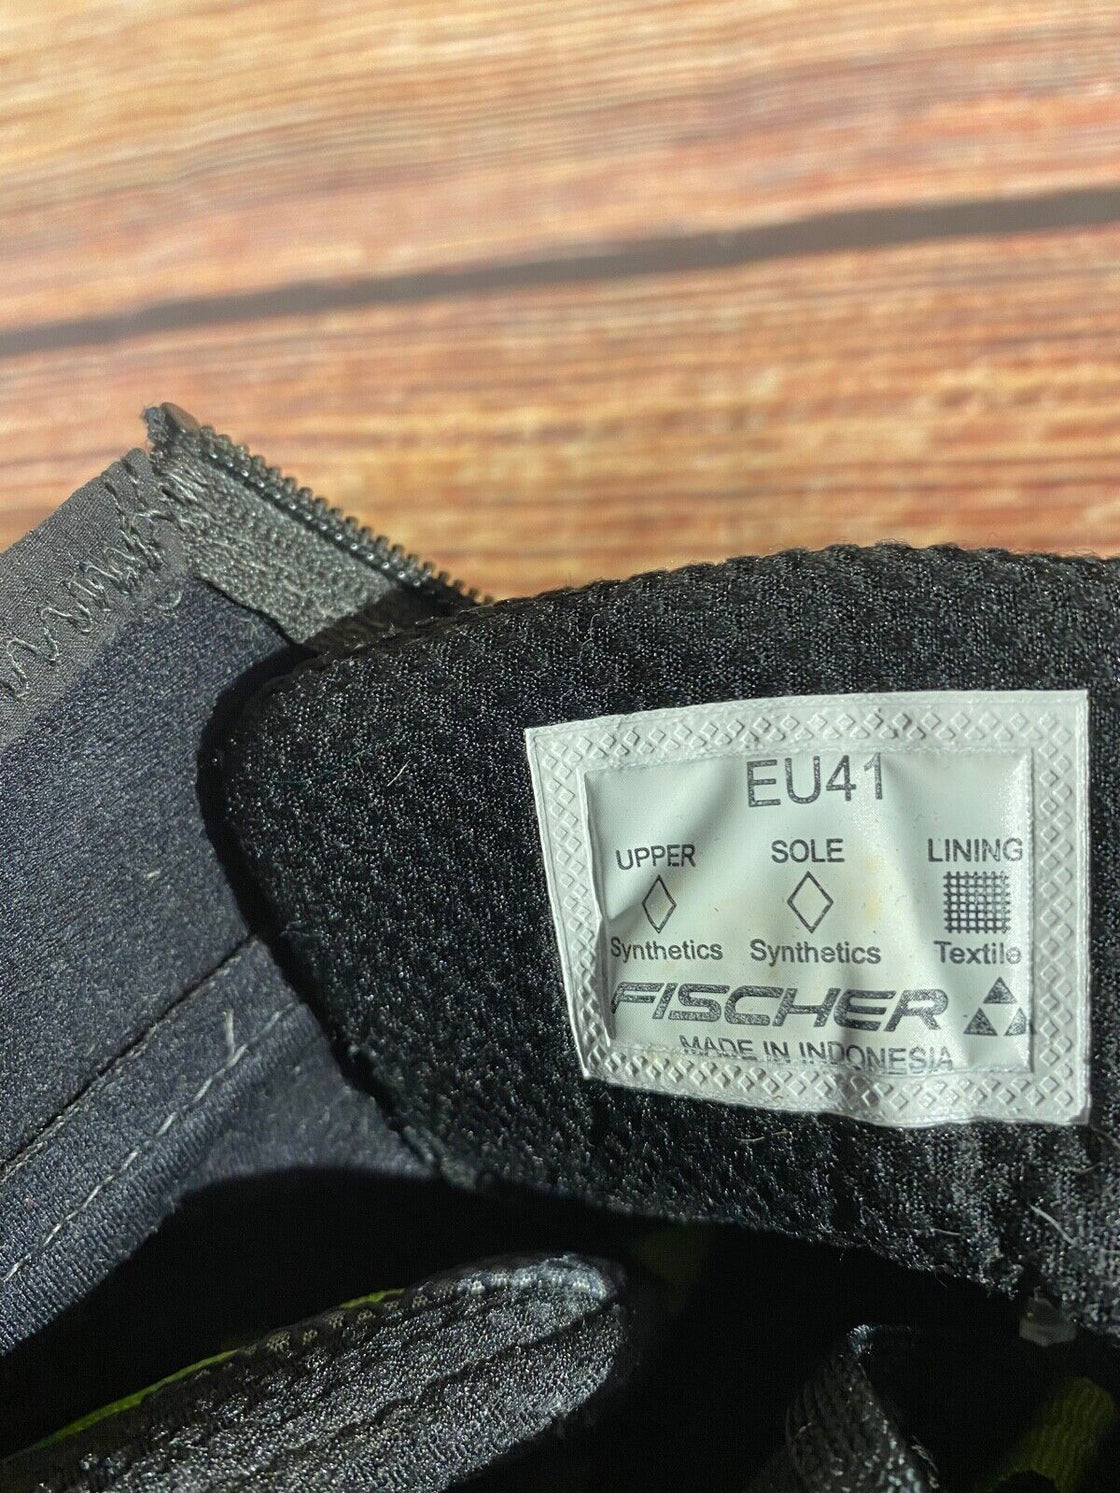 EU41
UPPER SOLE LINING
Synthetics Synthetics Textile
FISCHER
MADE IN INDONESIA